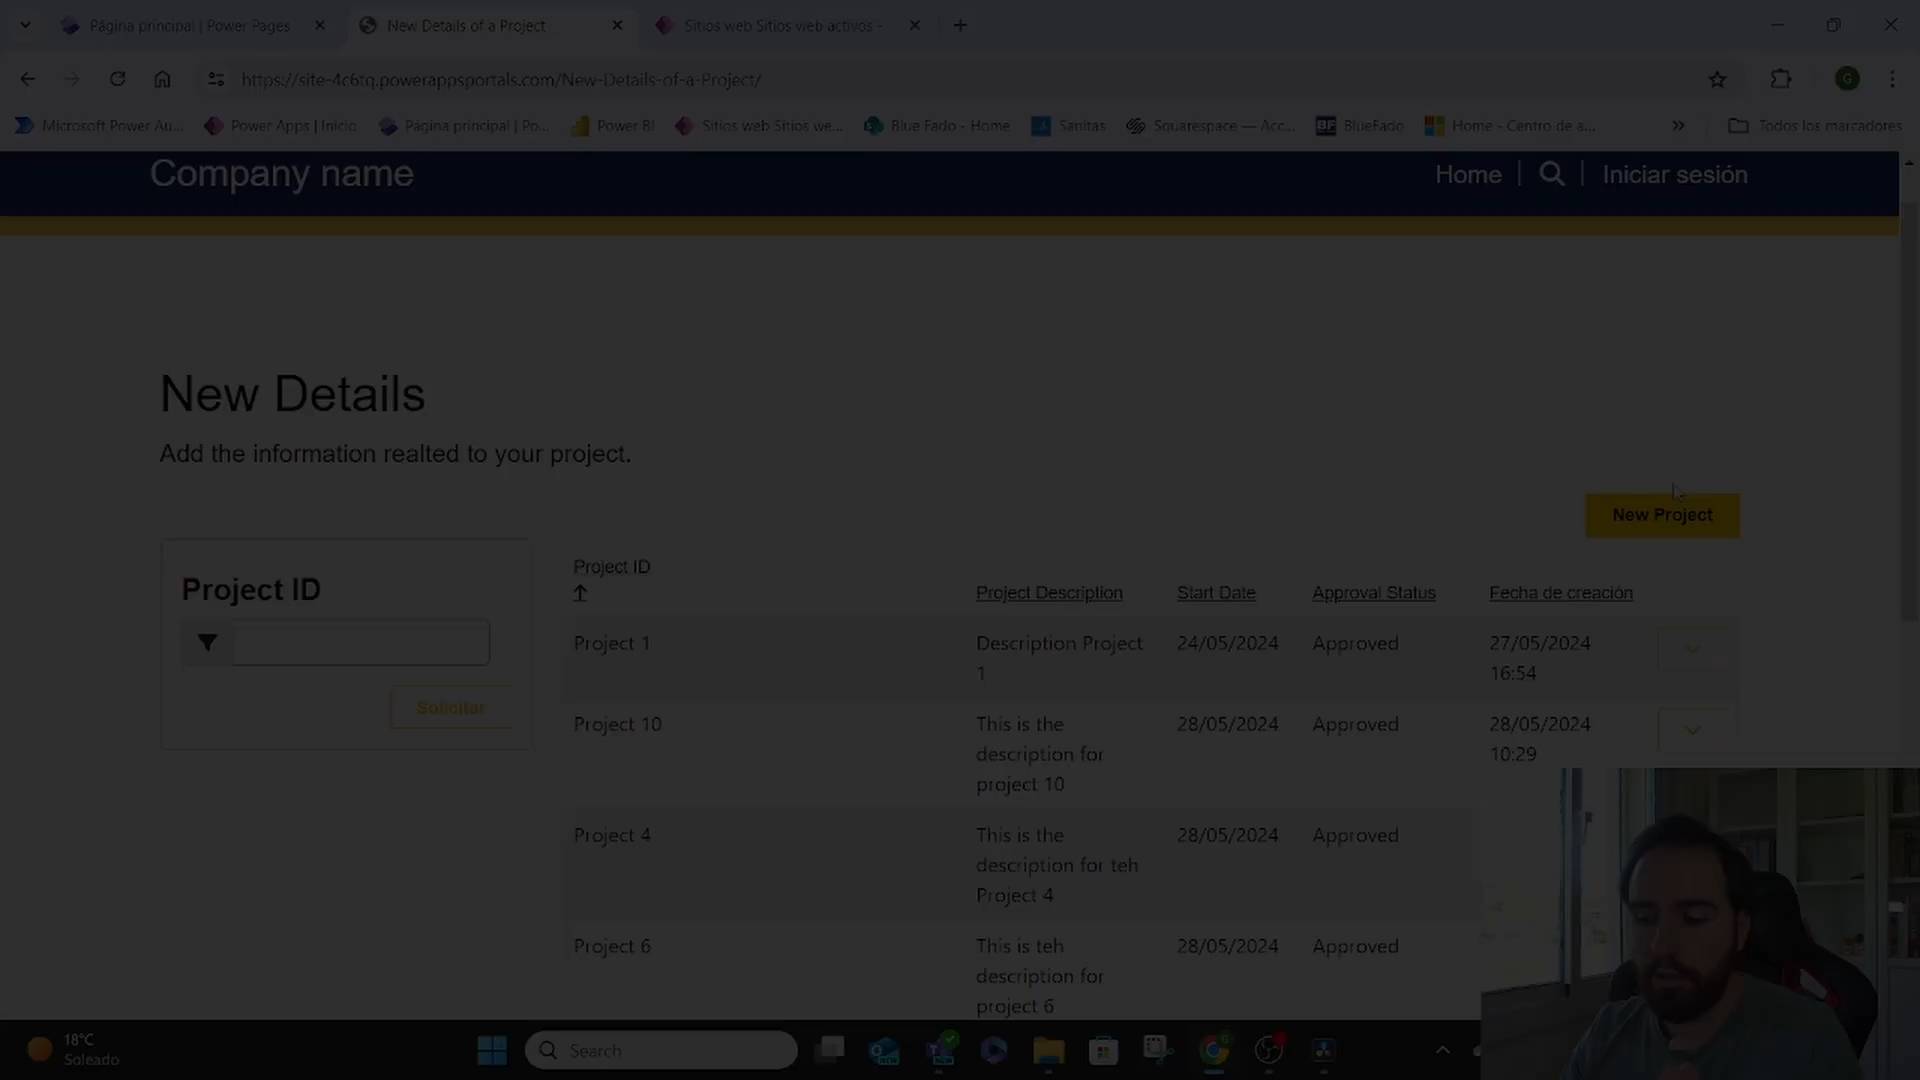 Página principal | Power Pages
New Details of a Project
Sitios web Sitios web activos -
https://site-4c6tq.powerappsportals.com/New-Details-of-a-Project/
G
Microsoft Power Au...
Power Apps | Inicio
Página principal | Po...
Power BI
Sitios web Sitios we...
Blue Fado - Home
Sanitas
Squarespace — Acc...
BF
BlueFado
Home - Centro de a...
Todos los marcadores
Company name
Home
Iniciar sesión
New Details
Add the information realted to your project.
New Project
Project ID
Solicitar
Project ID
Project Description
Start Date
Approval Status
Fecha de creación
Project 1
Description Project
1
24/05/2024
Approved
27/05/2024
16:54
Project 10
This is the
description for
project 10
28/05/2024
Approved
28/05/2024
10:29
Project 4
This is the
description for teh
Project 4
28/05/2024
Approved
Project 6
This is teh
description for
project 6
28/05/2024
Approved
18°C
Soleado
Search